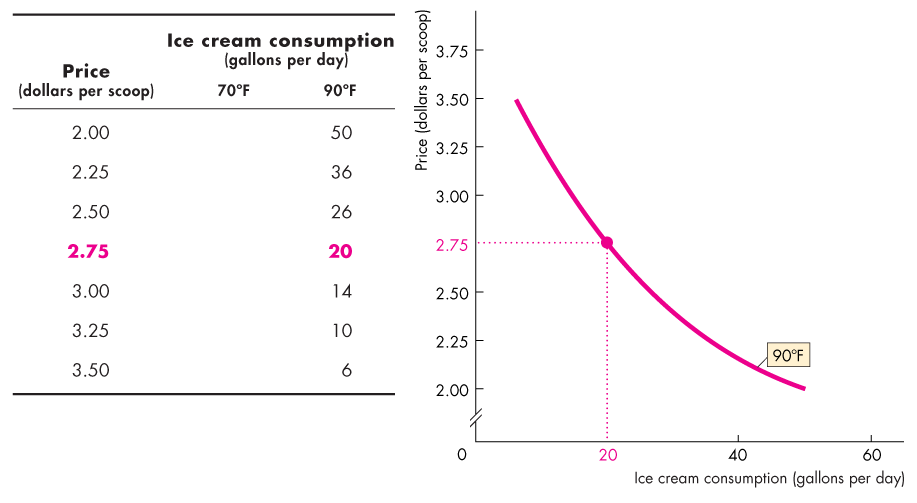 Ice cream consumption
(gallons per day)
Price
(dollars per scoop) 70°F 90°F
2.00 50
2.25 36
2.50 26
2.75 20
3.00 14
3.25 10
3.50 6
Price (dollars per scoop)
3.75
3.50
3.25
3.00
2.75
2.50
2.25
2.00
90°F
0 20 40 60
Ice cream consumption (gallons per day)